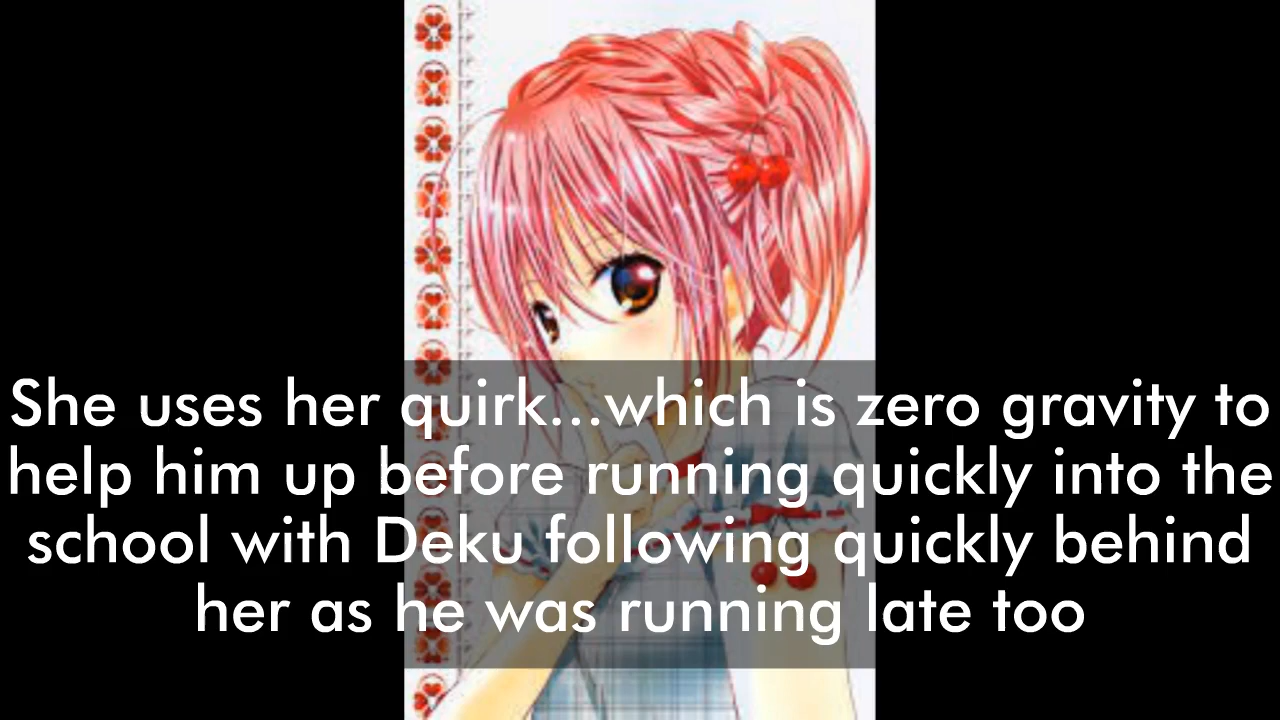 She uses her quirk...which is zero gravity to
help him up before running quickly into the
school with Deku following quickly behind
her as he was running late too